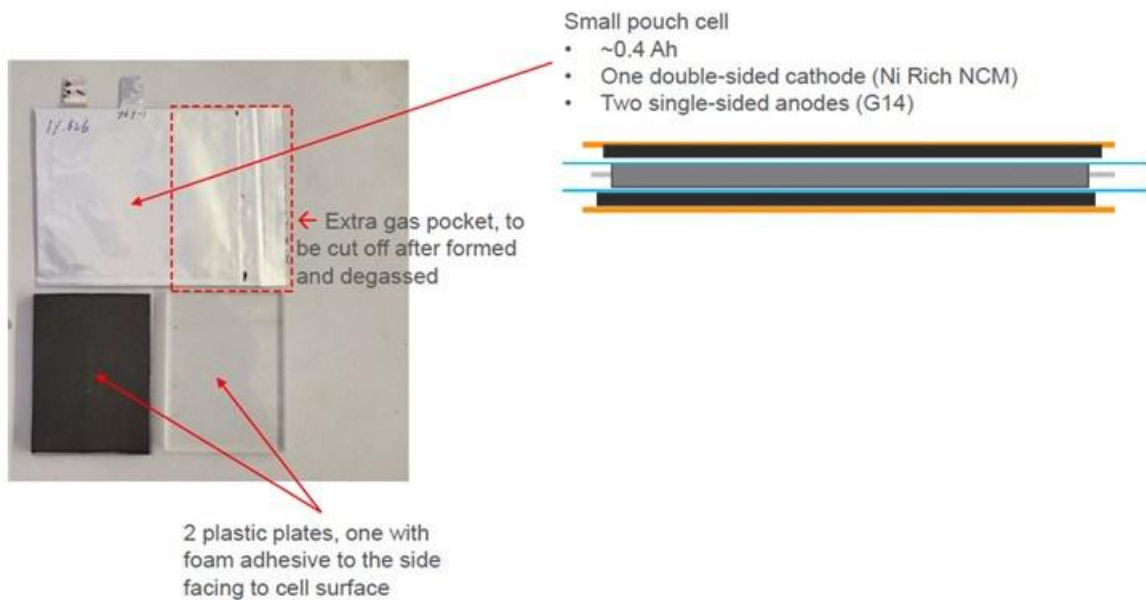 Small pouch cell
• ~0.4 Ah
• One double-sided cathode (Ni Rich NCM)
• Two single-sided anodes (G14)
← Extra gas pocket, to
be cut off after formed
and degassed
2 plastic plates, one with
foam adhesive to the side
facing to cell surface